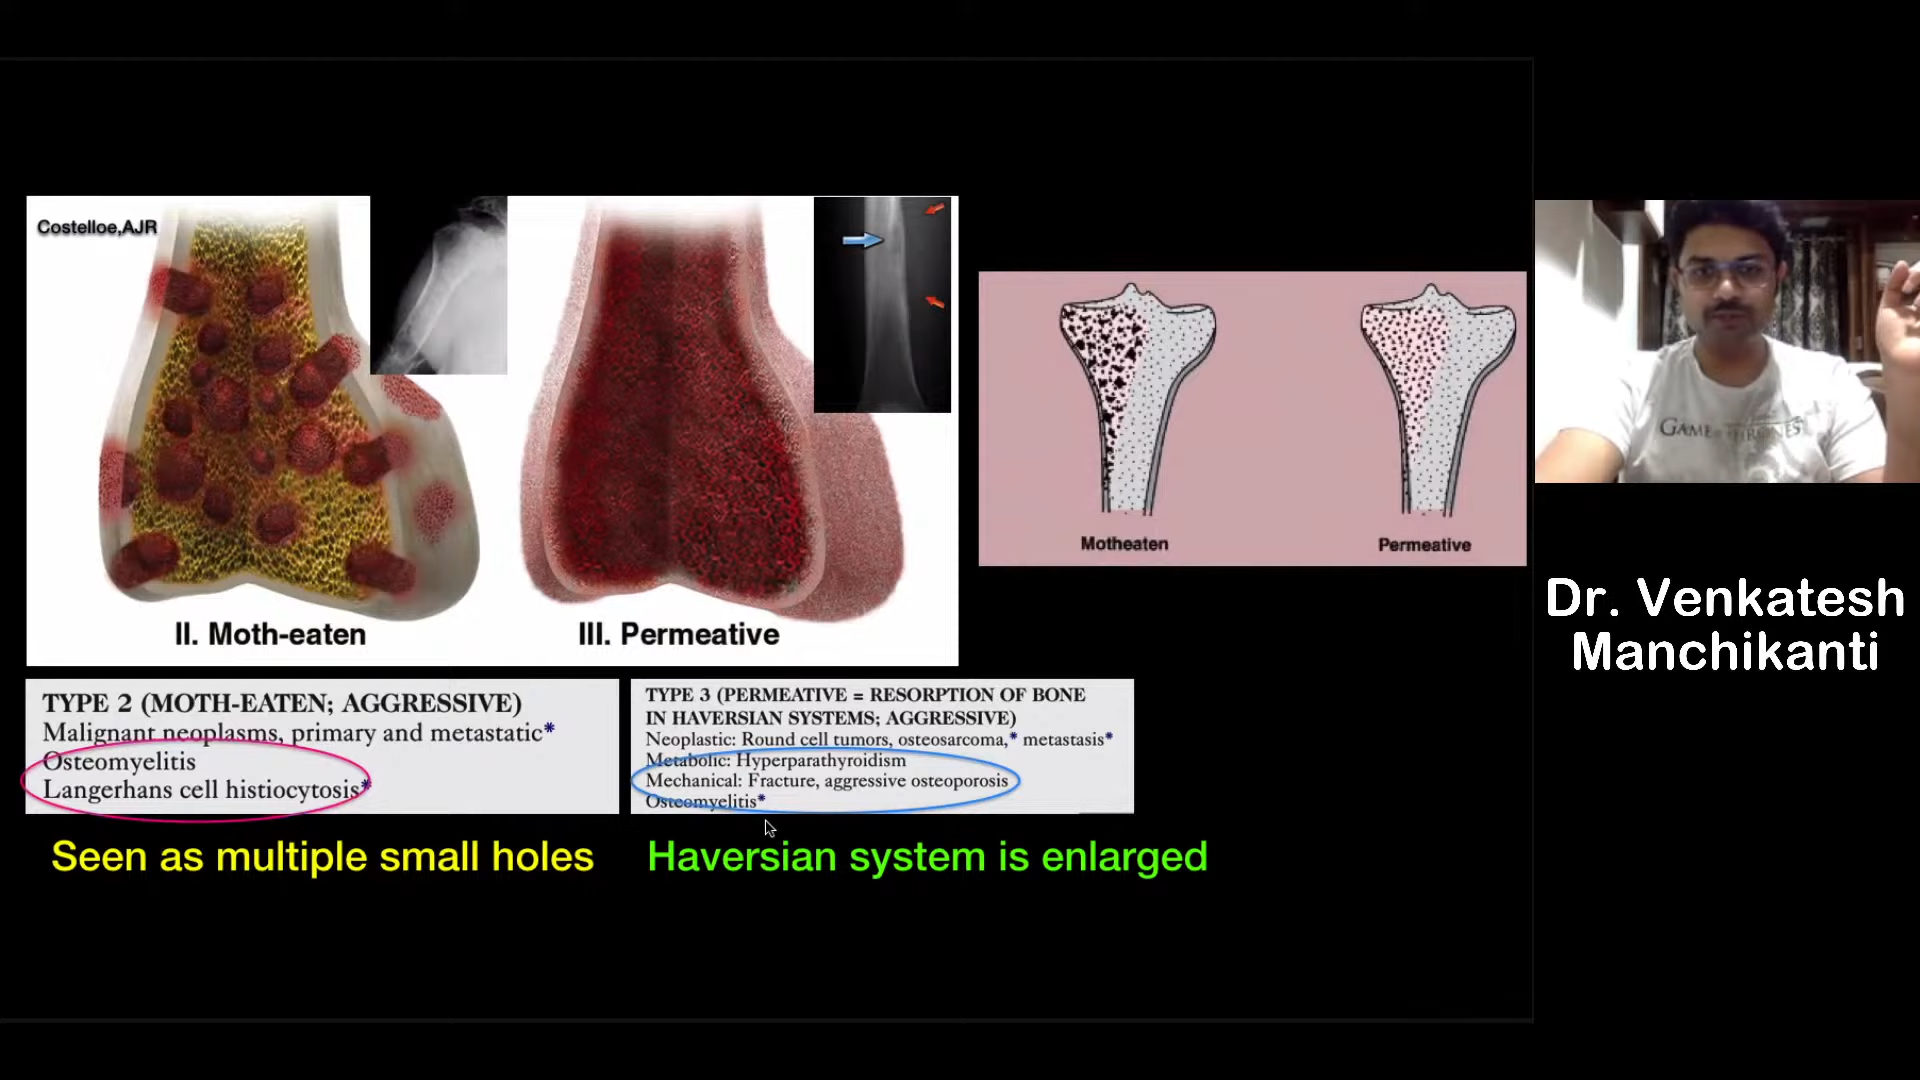 Costelloe,AJR
II. Moth-eaten
III. Permeative
Motheaten
Permeative
TYPE 2 (MOTH-EATEN; AGGRESSIVE)
Malignant neoplasms, primary and metastatic*
Osteomyelitis
Langerhans cell histiocytosis*
TYPE 3 (PERMEATIVE = RESORPTION OF BONE
IN HAVERSIAN SYSTEMS; AGGRESSIVE)
Neoplastic: Round cell tumors, osteosarcoma,* metastasis*
Metabolic: Hyperparathyroidism
Mechanical: Fracture, aggressive osteoporosis
Osteomyelitis*
Seen as multiple small holes
Haversian system is enlarged
GAME OF THRONES
Dr. Venkatesh
Manchikanti